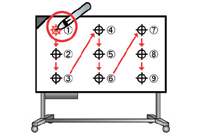 ① ④ ⑦
② ⑤ ⑧
③ ⑥ ⑨